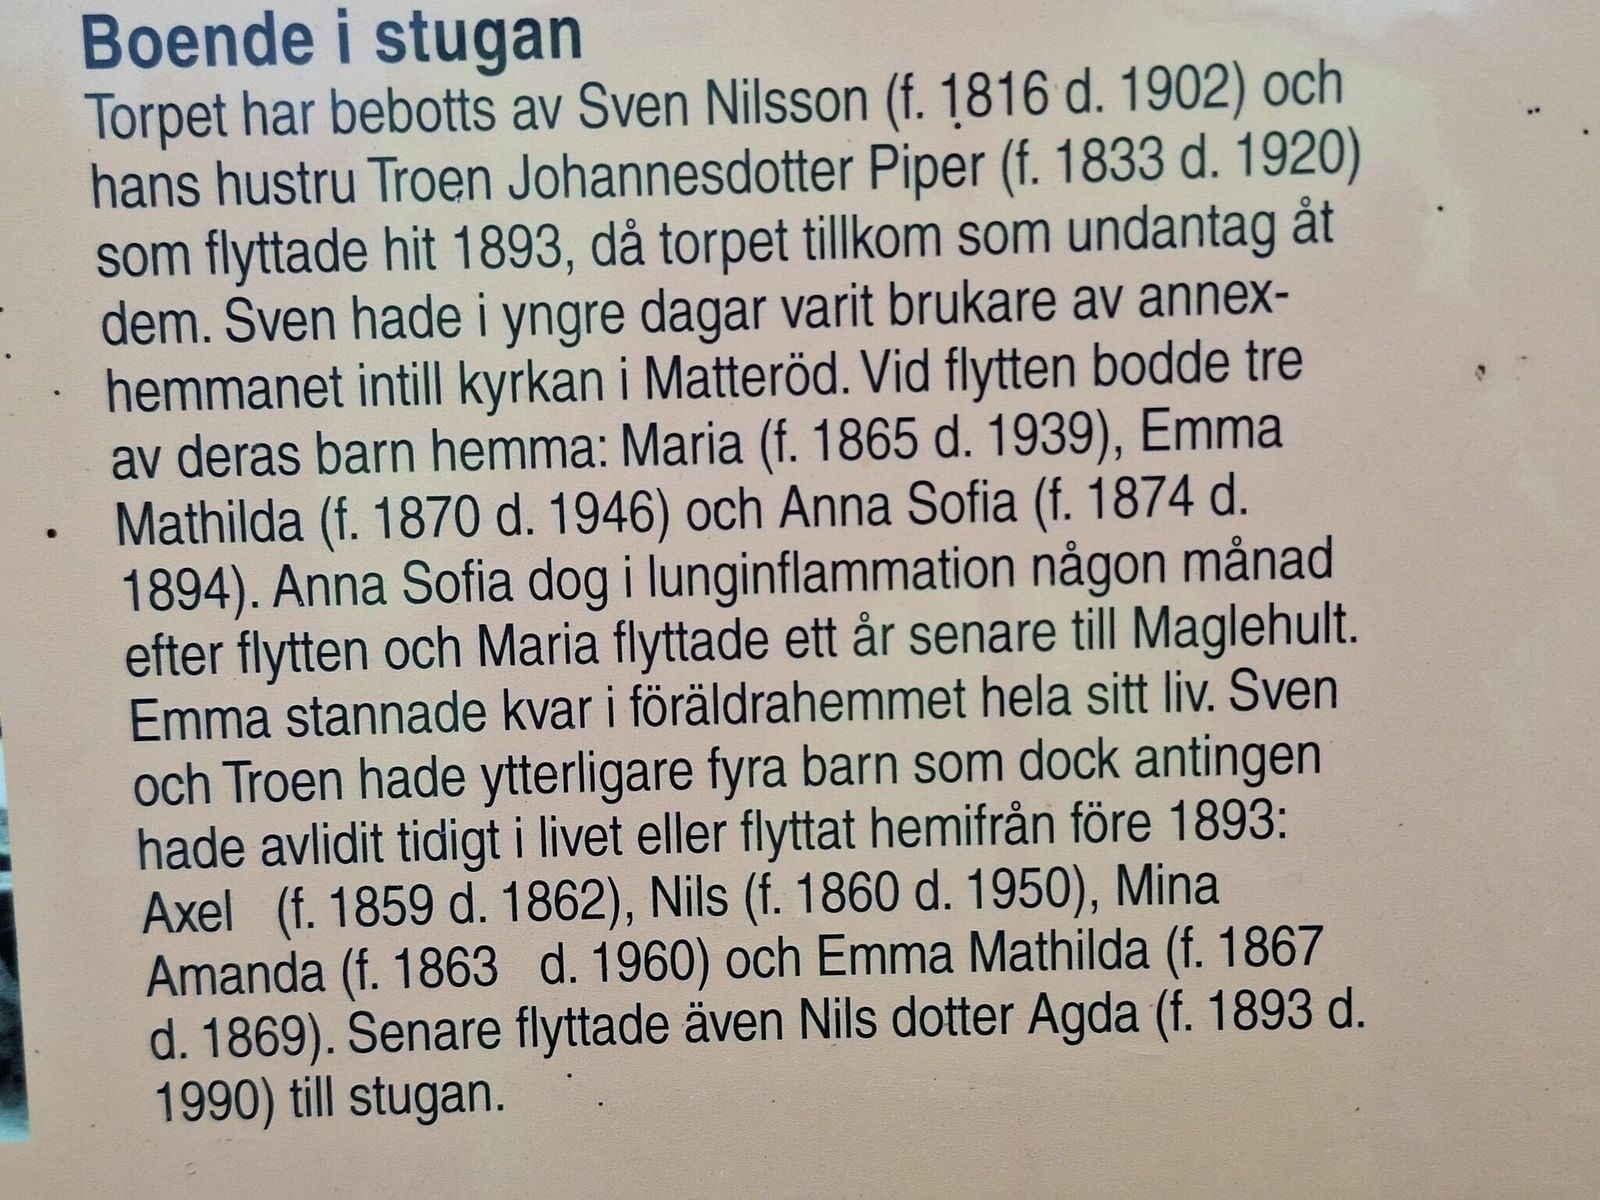 Boende i stugan
Torpet har bebotts av Sven Nilsson (f. 1816 d. 1902) och
hans hustru Troen Johannesdotter Piper (f. 1833 d. 1920)
som flyttade hit 1893, då torpet tillkom som undantag åt
dem. Sven hade i yngre dagar varit brukare av annex-
hemmanet intill kyrkan i Matteröd. Vid flytten bodde tre
av deras barn hemma: Maria (f. 1865 d. 1939), Emma
Mathilda (f. 1870 d. 1946) och Anna Sofia (f. 1874 d.
1894). Anna Sofia dog i lunginflammation någon månad
efter flytten och Maria flyttade ett år senare till Maglehult.
Emma stannade kvar i föräldrahemmet hela sitt liv. Sven
och Troen hade ytterligare fyra barn som dock antingen
hade avlidit tidigt i livet eller flyttat hemifrån före 1893:
Axel (f. 1859 d. 1862), Nils (f. 1860 d. 1950), Mina
Amanda (f. 1863 d. 1960) och Emma Mathilda (f. 1867
d. 1869). Senare flyttade även Nils dotter Agda (f. 1893 d.
1990) till stugan.